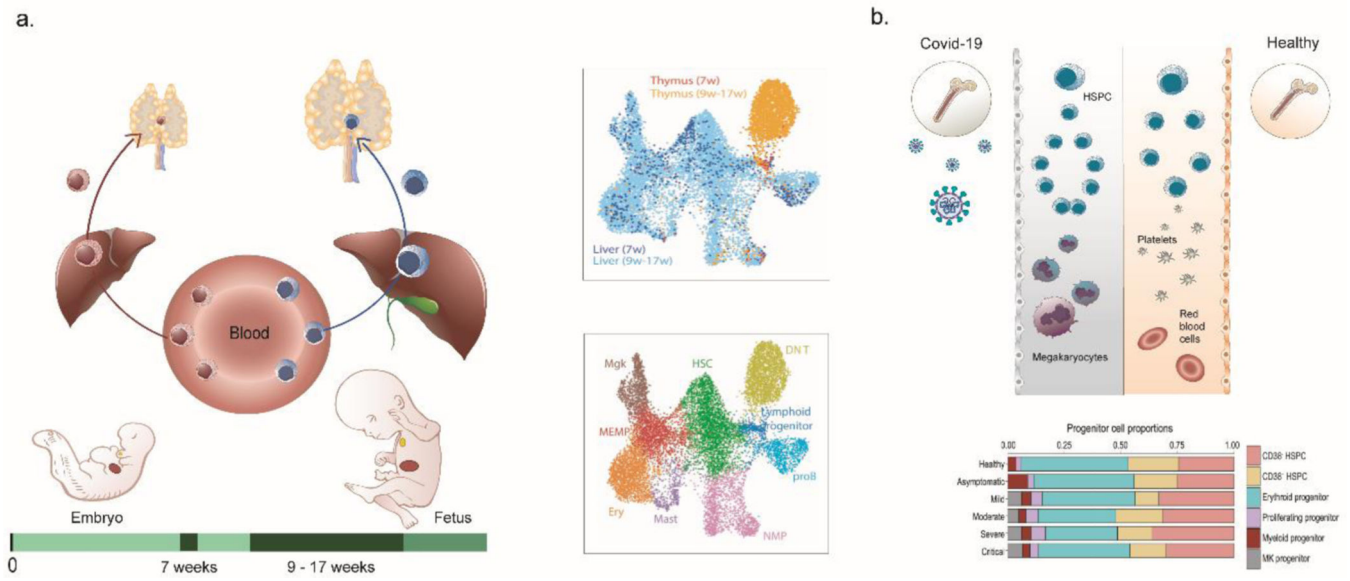 a.
Blood
Embryo
Fetus
0
7 weeks
9 - 17 weeks
Thymus (7w)
Thymus (9w-17w)
Liver (7w)
Liver (9w-17w)
Mgk
HSC
DN T
MEMP
Lymphoid
progenitor
proB
Ery
Mast
NMP
b.
Covid-19
Healthy
HSPC
Platelets
Red
blood
cells
Megakaryocytes
Progenitor cell proportions
0.00 0.25 0.50 0.75 1.00
Healthy
Asymptomatic
Mild
Moderate
Severe
Critical
CD38⁻ HSPC
CD38⁺ HSPC
Erythroid progenitor
Proliferating progenitor
Myeloid progenitor
MK progenitor